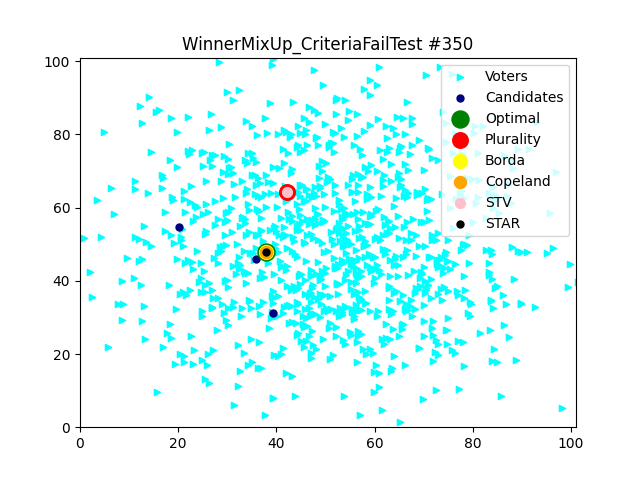 WinnerMixUp_CriteriaFailTest #350
100
80
60
40
20
0
0
20
40
60
80
100
Voters
Candidates
Optimal
Plurality
Borda
Copeland
STV
STAR